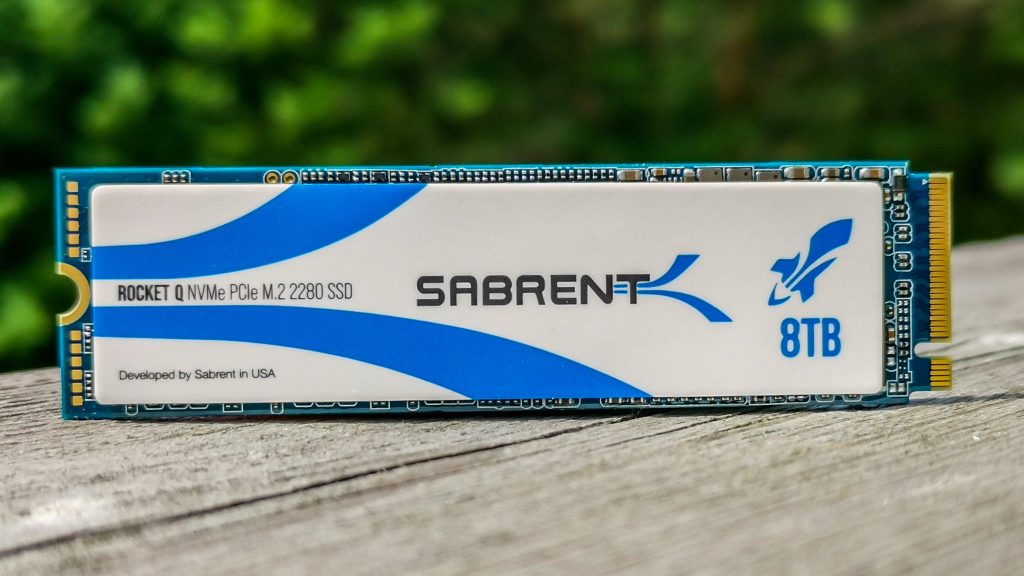 ROCKET Q NVMe PCIe M.2 2280 SSD
SABRENT
8TB
Developed by Sabrent in USA